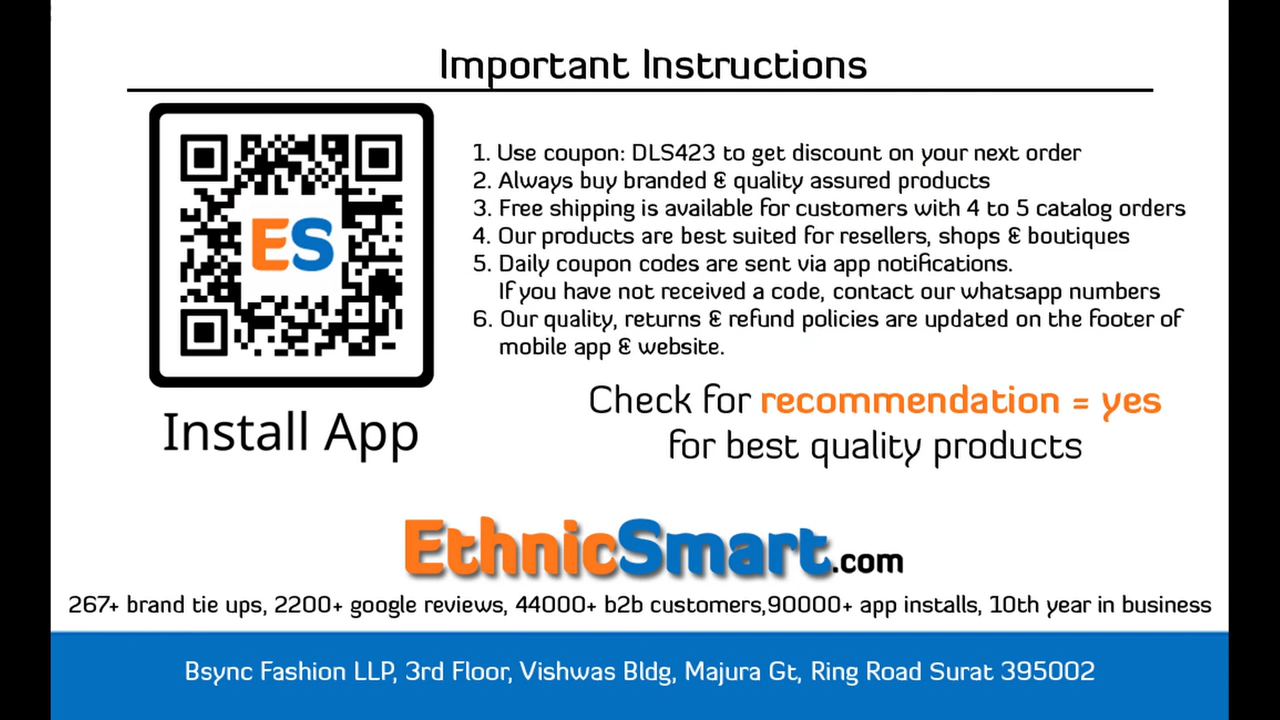 Important Instructions
1. Use coupon: DLS423 to get discount on your next order
2. Always buy branded & quality assured products
3. Free shipping is available for customers with 4 to 5 catalog orders
4. Our products are best suited for resellers, shops & boutiques
5. Daily coupon codes are sent via app notifications.
If you have not received a code, contact our whatsapp numbers
6. Our quality, returns & refund policies are updated on the footer of
mobile app & website.
ES
Install App
Check for recommendation = yes
for best quality products
EthnicSmart.com
267+ brand tie ups, 2200+ google reviews, 44000+ b2b customers,90000+ app installs, 10th year in business
Bsync Fashion LLP, 3rd Floor, Vishwas Bldg, Majura Gt, Ring Road Surat 395002